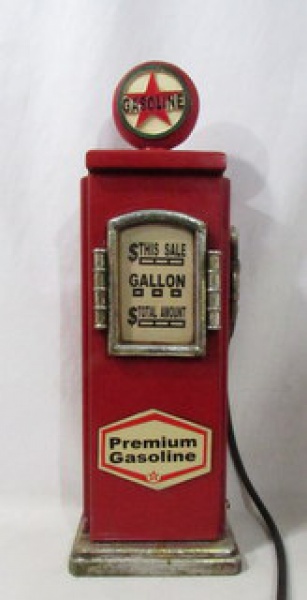 GASOLINE
$THIS SALE
GALLON
$TOTAL AMOUNT
Premium
Gasoline